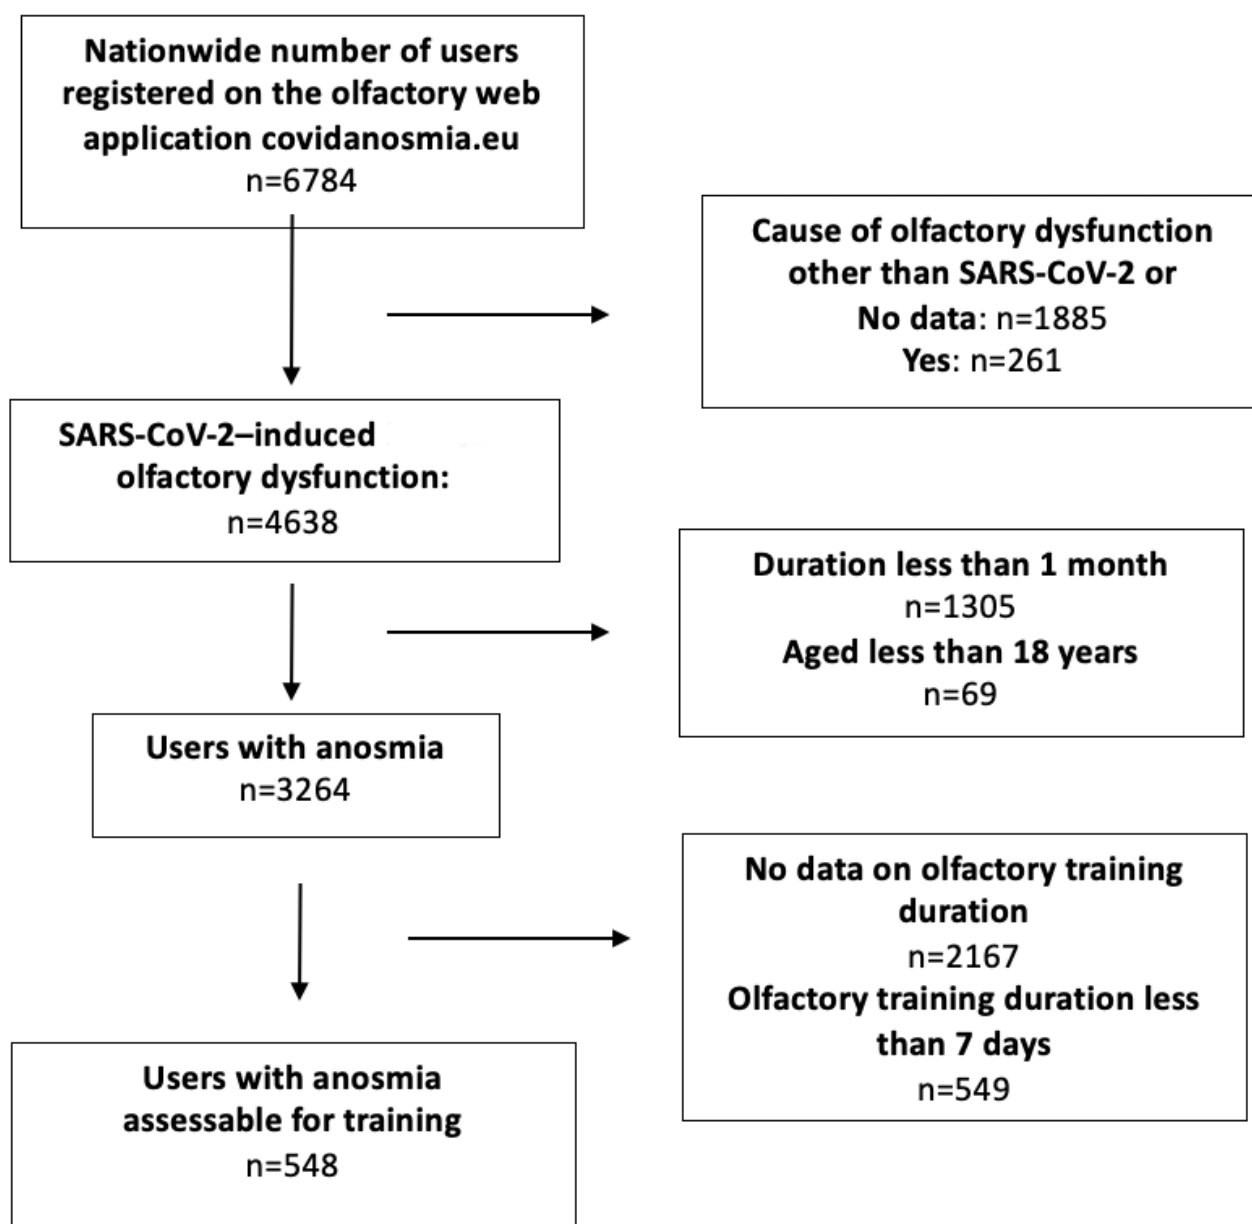 Nationwide number of users
registered on the olfactory web
application covidanosmia.eu
n=6784
Cause of olfactory dysfunction
other than SARS-CoV-2 or
No data: n=1885
Yes: n=261
SARS-CoV-2–induced
olfactory dysfunction:
n=4638
Duration less than 1 month
n=1305
Aged less than 18 years
n=69
Users with anosmia
n=3264
No data on olfactory training
duration
n=2167
Olfactory training duration less
than 7 days
n=549
Users with anosmia
assessable for training
n=548